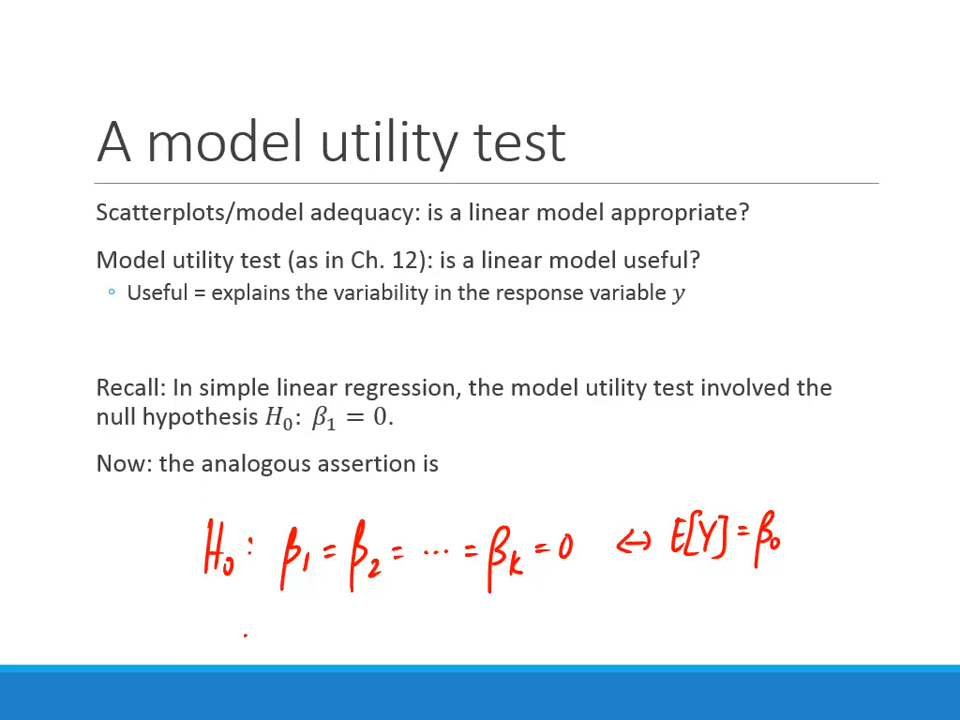 A model utility test
Scatterplots/model adequacy: is a linear model appropriate?
Model utility test (as in Ch. 12): is a linear model useful?
◦ Useful = explains the variability in the response variable y
Recall: In simple linear regression, the model utility test involved the
null hypothesis H₀: β₁ = 0.
Now: the analogous assertion is
H₀: β₁ = β₂ = ··· = βₖ = 0 ↔ E[Y] = β₀